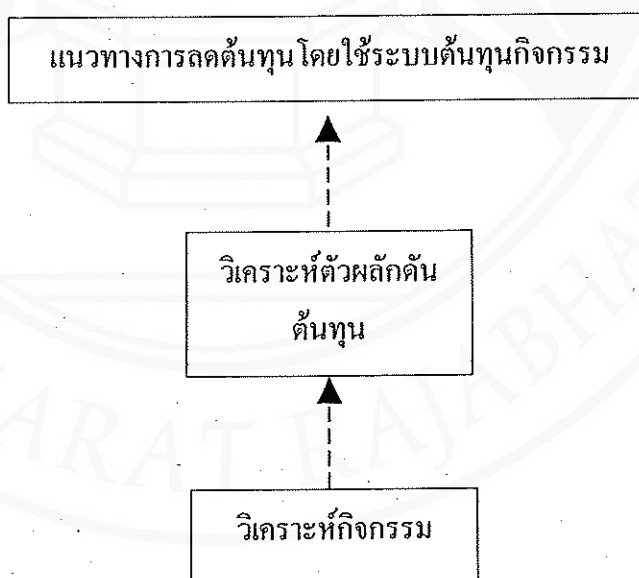 แนวทางการลดต้นทุนโดยใช้ระบบต้นทุนกิจกรรม
วิเคราะห์ตัวผลักดัน
ต้นทุน
ARAT RAJABHA
วิเคราะห์กิจกรรม